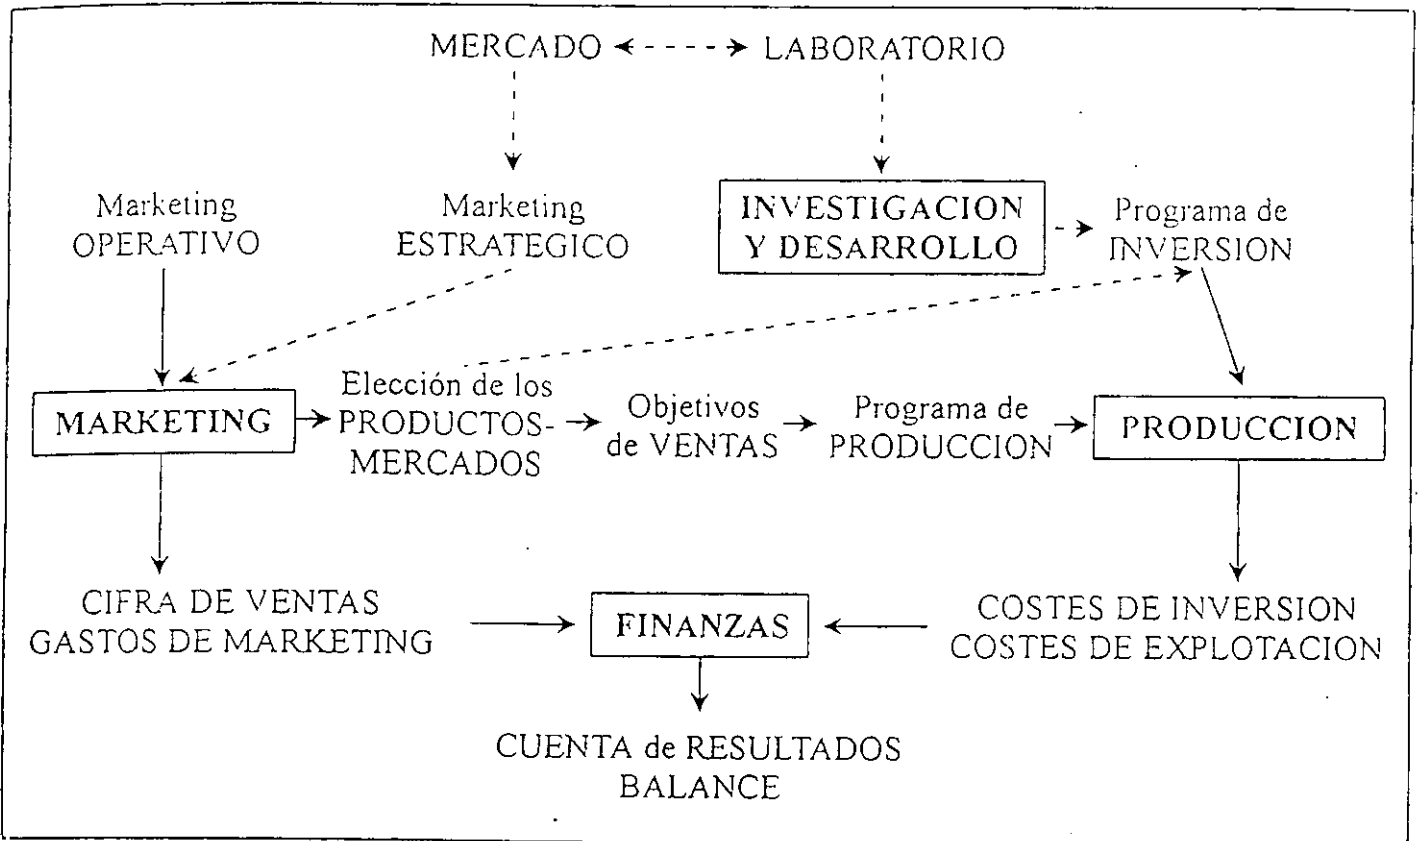 MERCADO LABORATORIO
Marketing
OPERATIVO
Marketing
ESTRATEGICO
INVESTIGACION
Y DESARROLLO
Programa de
INVERSION
MARKETING
Elección de los
PRODUCTOS-
MERCADOS
Objetivos
de VENTAS
Programa de
PRODUCCION
PRODUCCION
CIFRA DE VENTAS
GASTOS DE MARKETING
FINANZAS
COSTES DE INVERSION
COSTES DE EXPLOTACION
CUENTA de RESULTADOS
BALANCE